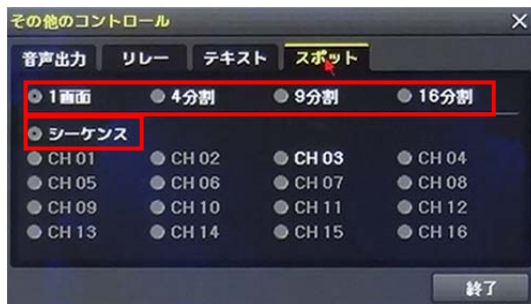 その他のコントロール
音声出力 リレー テキスト スポット
1画面 4分割 9分割 16分割
シーケンス
CH 01 CH 02 CH 03 CH 04
CH 05 CH 06 CH 07 CH 08
CH 09 CH 10 CH 11 CH 12
CH 13 CH 14 CH 15 CH 16
終了